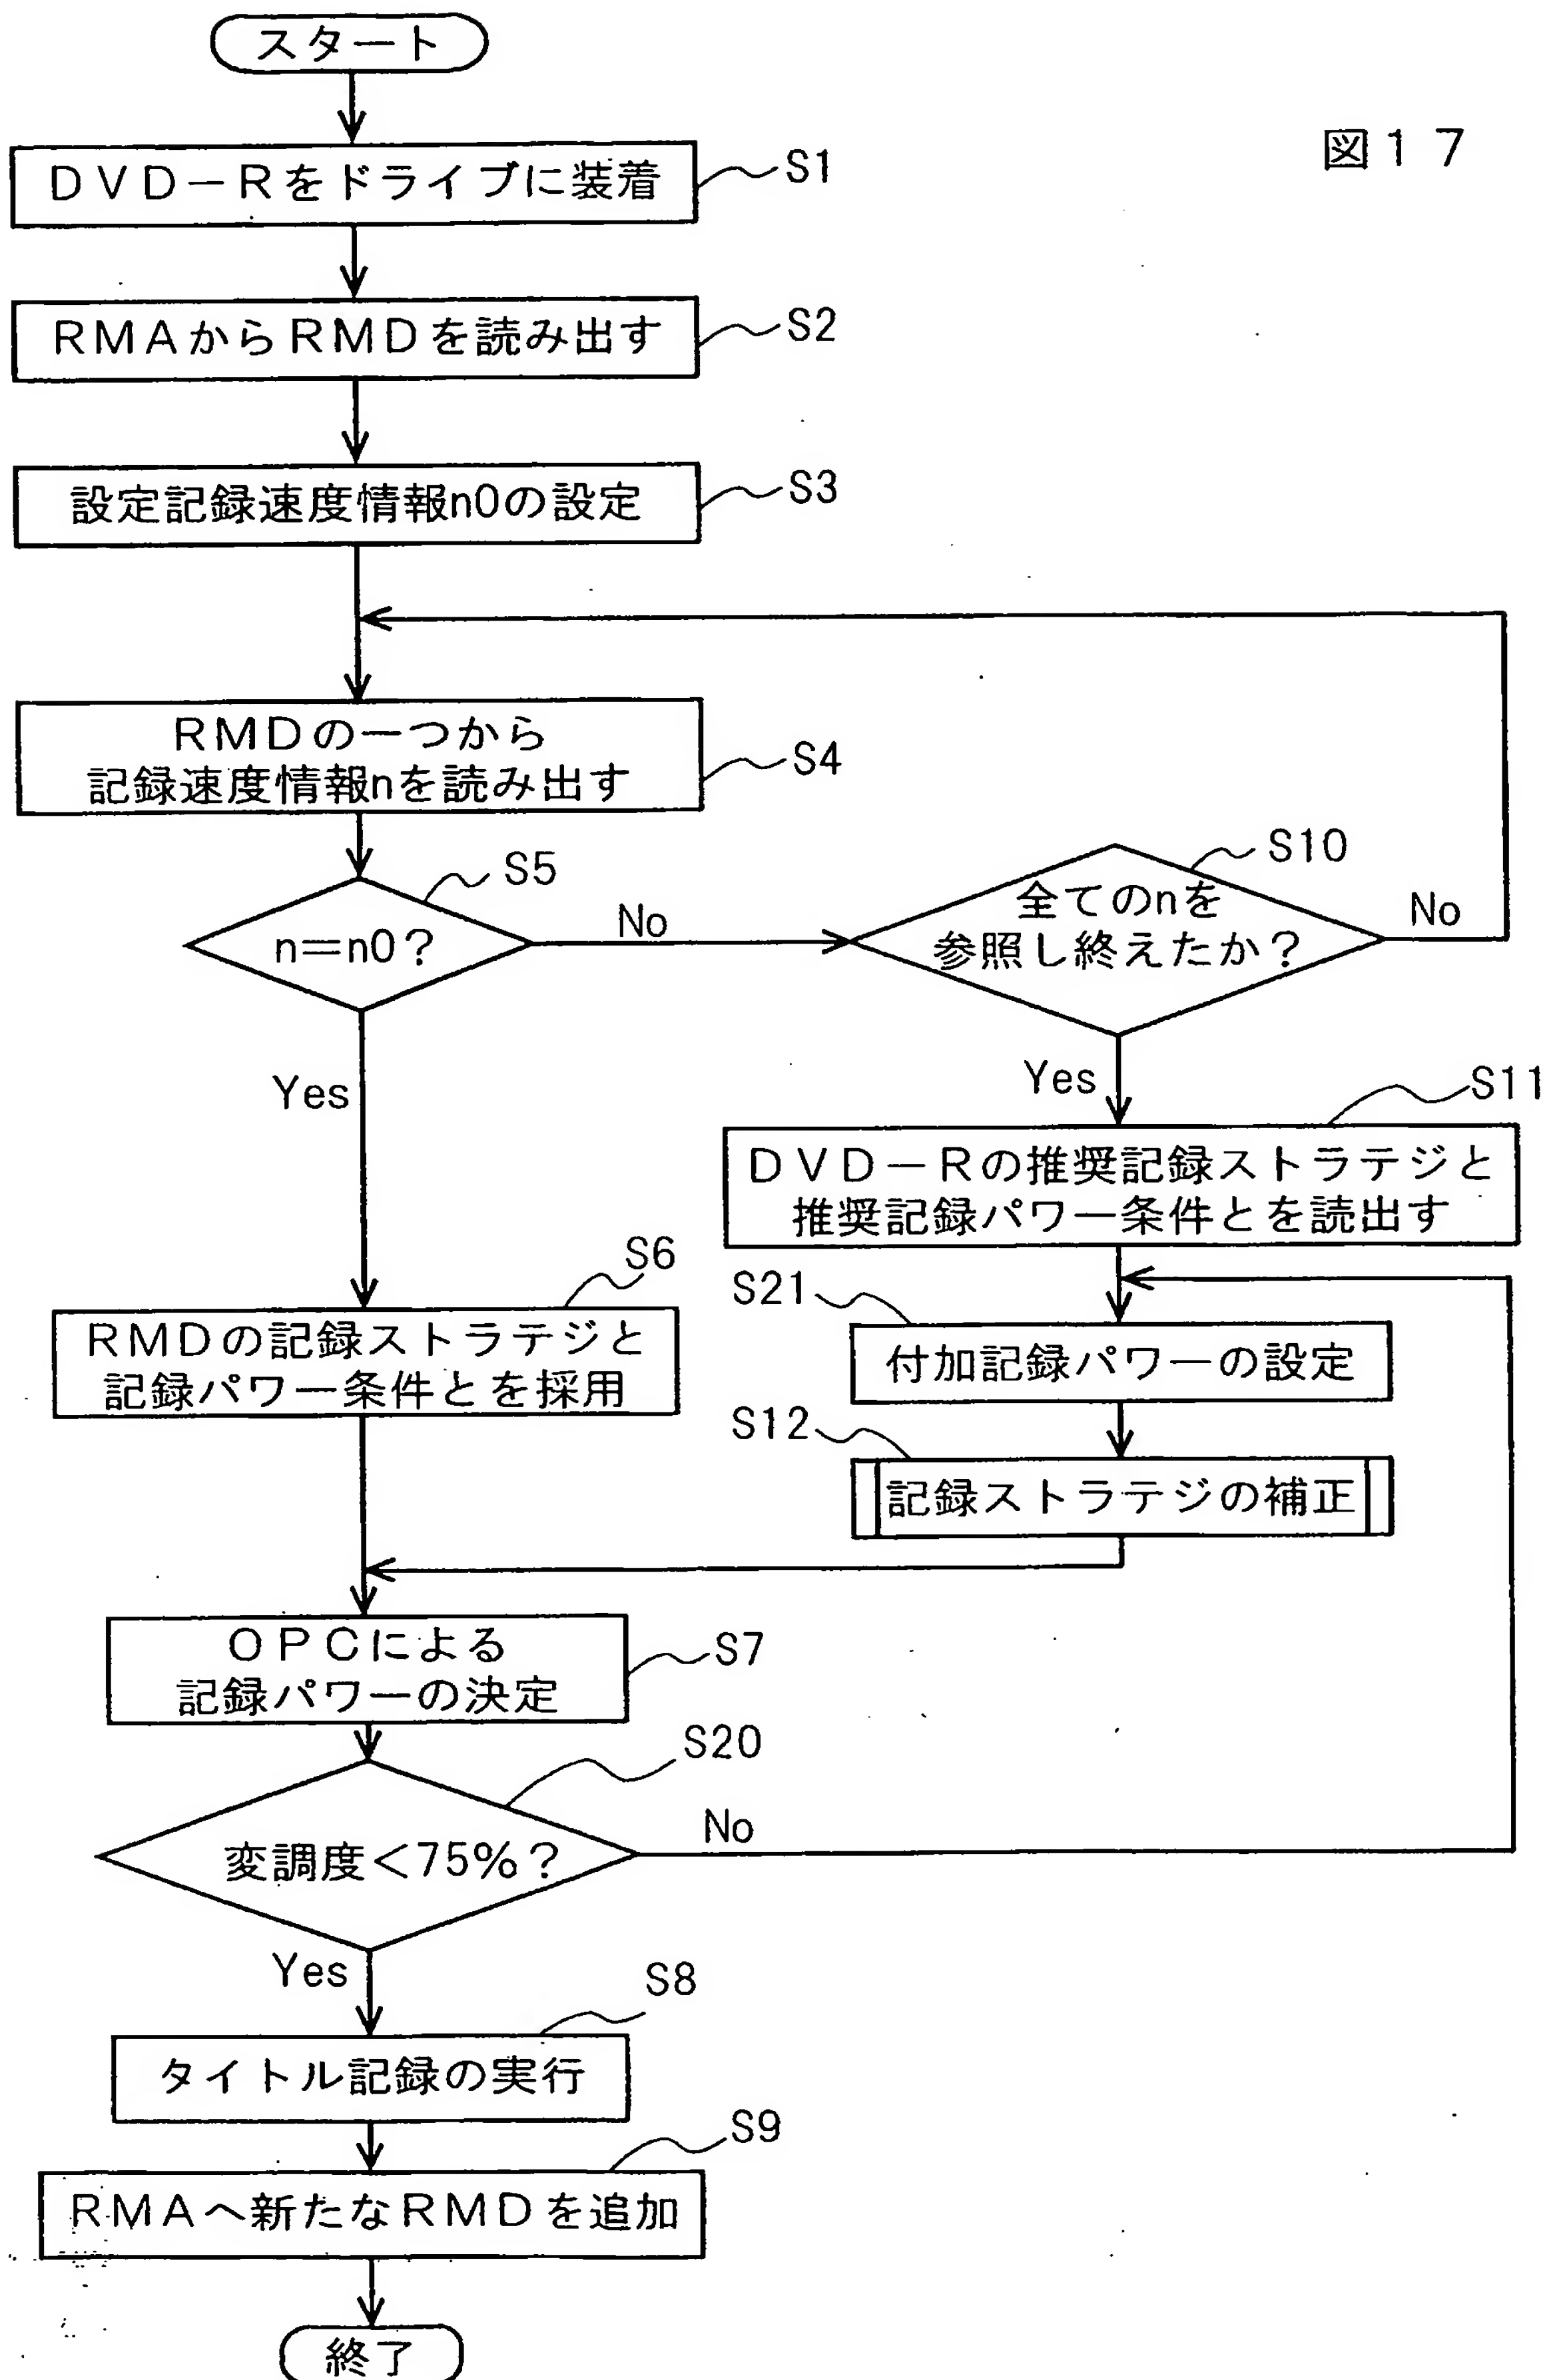 スタート
図17
DVD－Rをドライブに装着
S1
RMAからRMDを読み出す
S2
設定記録速度情報n0の設定
S3
RMDの一つから
記録速度情報nを読み出す
S4
S5
n＝n0？
No
S10
全てのnを
参照し終えたか？
No
Yes
Yes
S11
DVD－Rの推奨記録ストラテジと
推奨記録パワー条件とを読出す
S6
RMDの記録ストラテジと
記録パワー条件とを採用
S21
付加記録パワーの設定
S12
記録ストラテジの補正
OPCによる
記録パワーの決定
S7
S20
変調度＜75％？
No
Yes
S8
タイトル記録の実行
S9
RMAへ新たなRMDを追加
終了